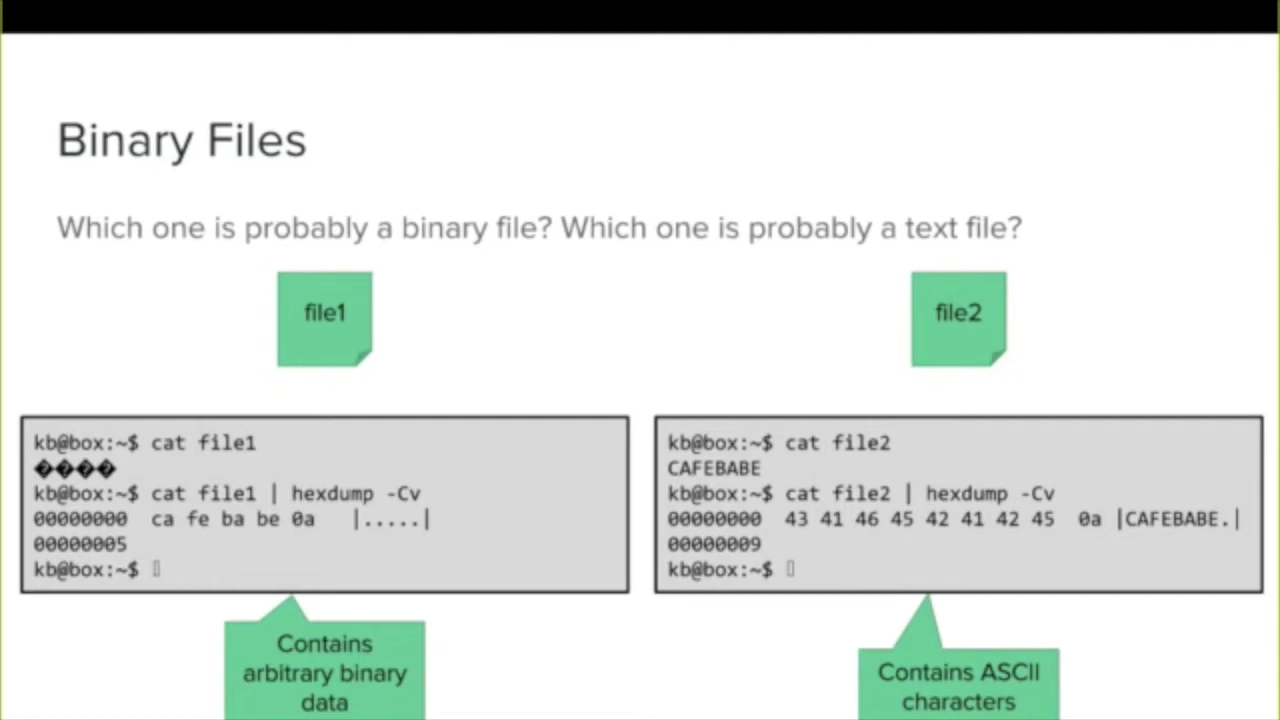 Binary Files
Which one is probably a binary file? Which one is probably a text file?
file1
file2
kb@box:~$ cat file1
����
kb@box:~$ cat file1 | hexdump -Cv
00000000  ca fe ba be 0a   |.....|
00000005
kb@box:~$ ▯
kb@box:~$ cat file2
CAFEBABE
kb@box:~$ cat file2 | hexdump -Cv
00000000  43 41 46 45 42 41 42 45  0a |CAFEBABE.|
00000009
kb@box:~$ ▯
Contains
arbitrary binary
data
Contains ASCII
characters